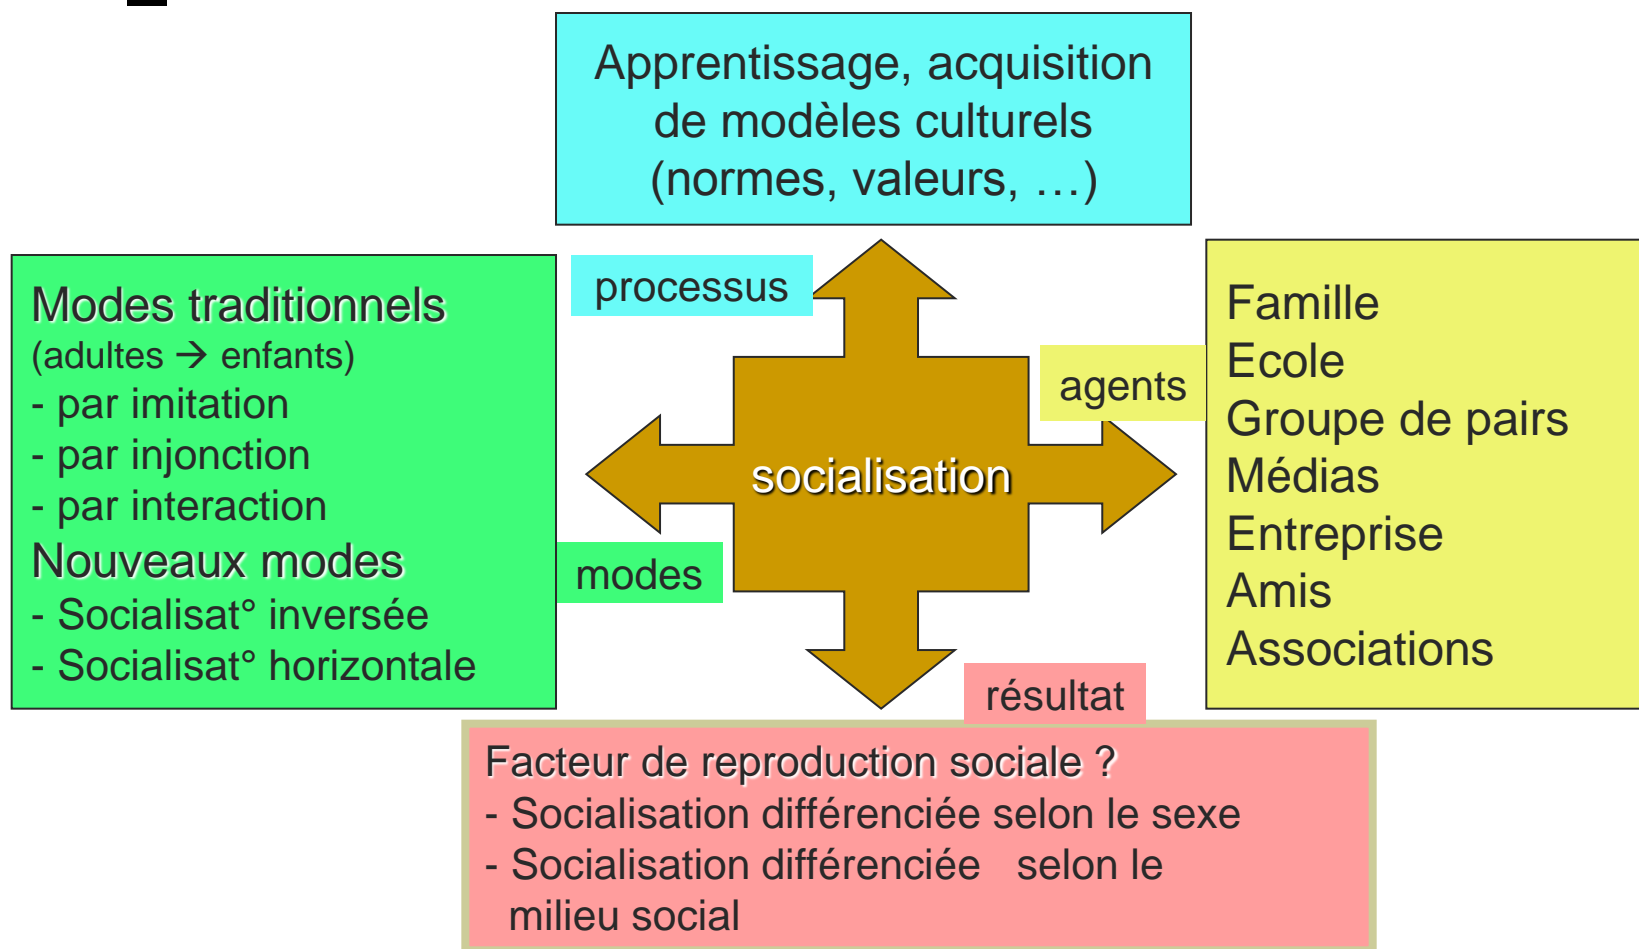 Apprentissage, acquisition
de modèles culturels
(normes, valeurs, …)
processus
Modes traditionnels
(adultes → enfants)
- par imitation
- par injonction
- par interaction
Nouveaux modes
- Socialisat° inversée
- Socialisat° horizontale
modes
socialisation
agents
Famille
Ecole
Groupe de pairs
Médias
Entreprise
Amis
Associations
résultat
Facteur de reproduction sociale ?
- Socialisation différenciée selon le sexe
- Socialisation différenciée selon le
milieu social